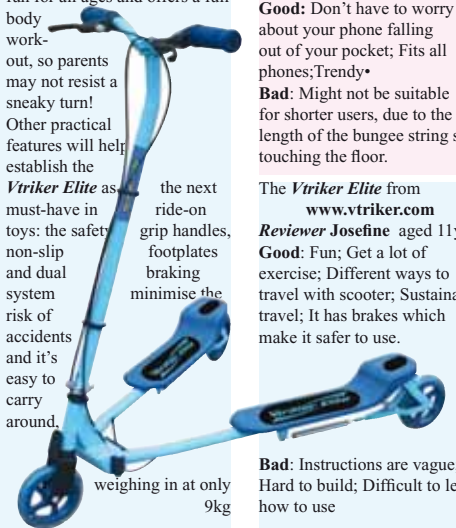 body
work-
out, so parents
may not resist a
sneaky turn!
Other practical
features will help
establish the
Vtriker Elite as the next
must-have in ride-on
toys: the safety grip handles,
non-slip footplates
and dual braking
system minimise the
risk of
accidents
and it's
easy to
carry
around,
weighing in at only
9kg
Good: Don't have to worry
about your phone falling
out of your pocket; Fits all
phones;Trendy•
Bad: Might not be suitable
for shorter users, due to the
length of the bungee string
touching the floor.
The Vtriker Elite from
www.vtriker.com
Reviewer Josefine aged
Good: Fun; Get a lot of
exercise; Different ways to
travel with scooter;
travel; It has brakes which
make it safer to use.
Bad: Instructions are vague
Hard to build; Difficult to
how to use